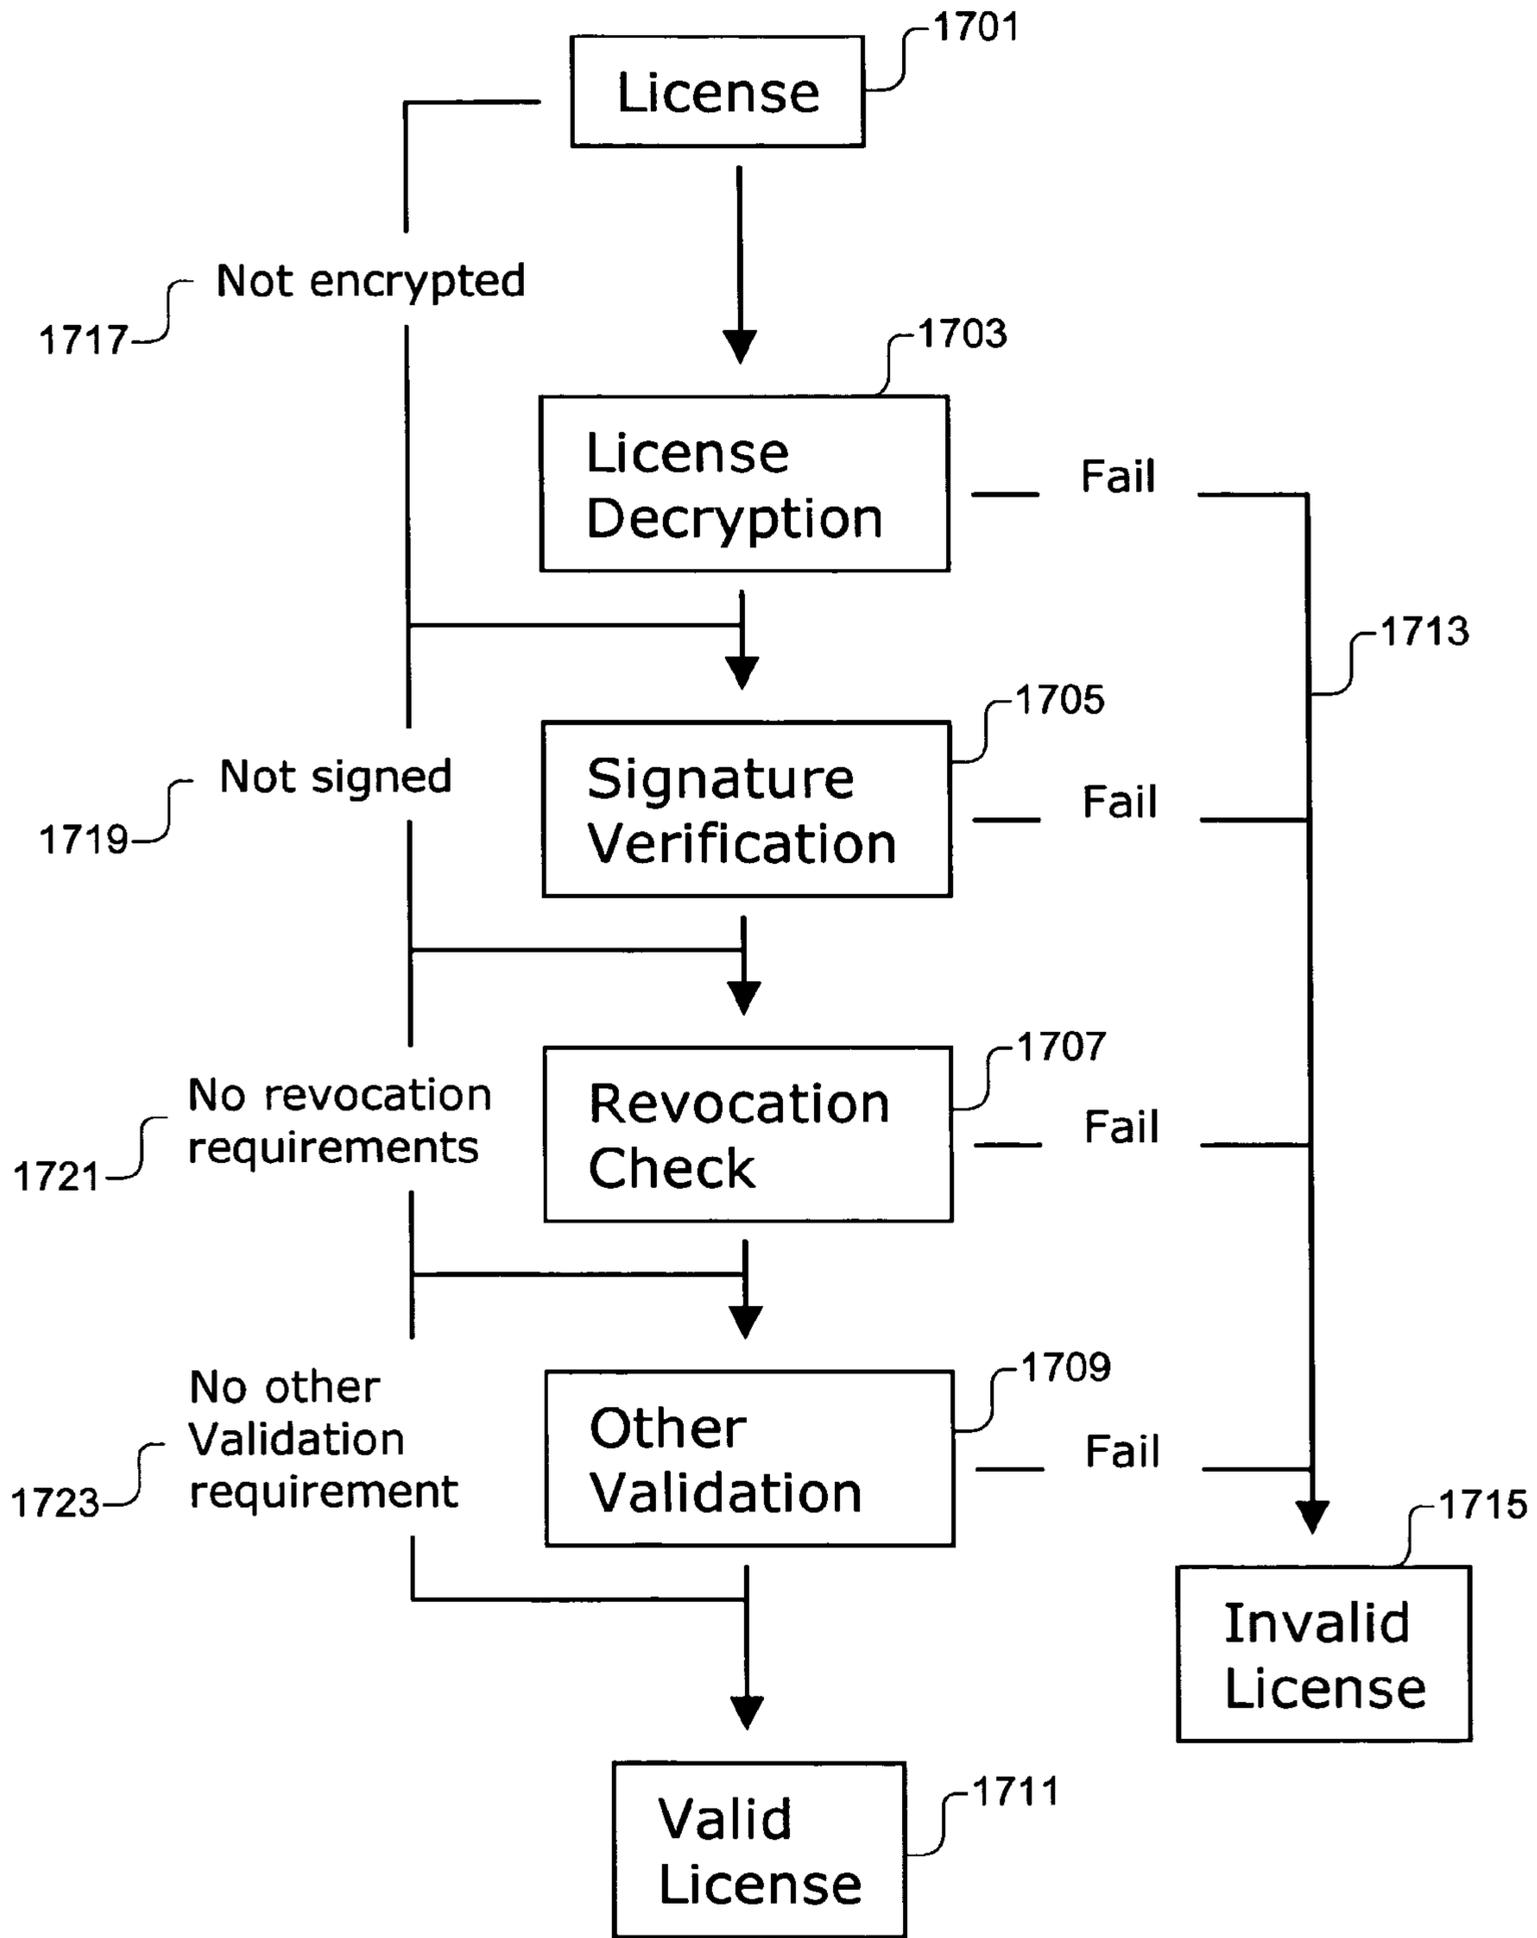 1701
License
Not encrypted
1717
1703
License
Decryption
Fail
1713
1705
Not signed
1719
Signature
Verification
Fail
1707
No revocation
requirements
1721
Revocation
Check
Fail
1709
No other
Validation
requirement
1723
Other
Validation
Fail
1715
Invalid
License
1711
Valid
License